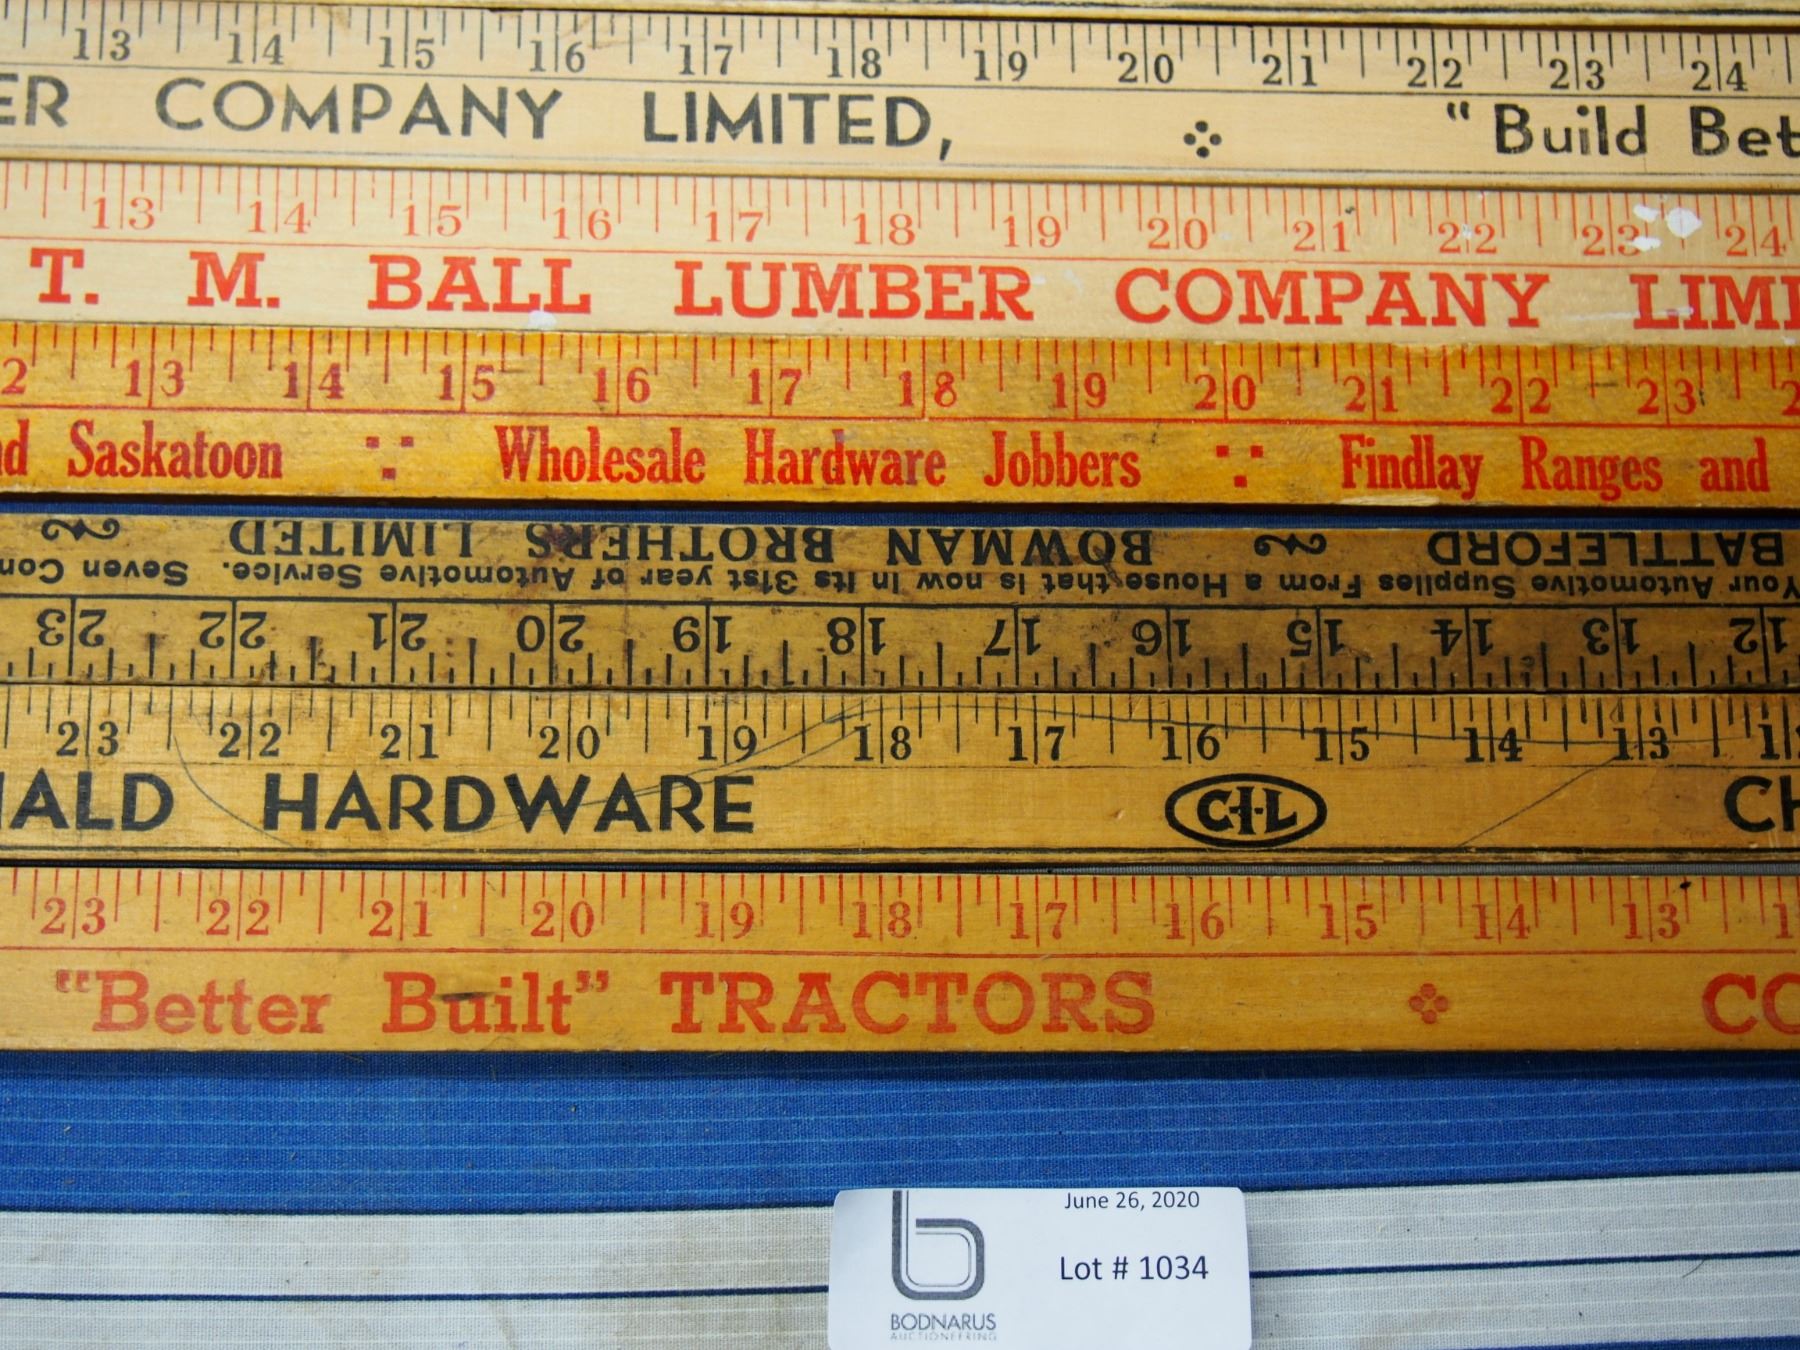 13 14 15 16 17 18 19 20 21 22 23 24
ER COMPANY LIMITED, "Build Bet
13 14 15 16 17 18 19 20 21 22 23 24
T. M. BALL LUMBER COMPANY LIMI
2 13 14 15 16 17 18 19 20 21 22 23 2
nd Saskatoon Wholesale Hardware Jobbers Findlay Ranges and
12 13 14 15 16 17 18 19 20 21 22 23
Your Automotive Supplies From a House that is now in its 31st year of Automotive Service. Seven Con
BATTLEFORD BOWMAN BROTHERS LIMITED
23 22 21 20 19 18 17 16 15 14 13 1
NALD HARDWARE C-I-L CH
23 22 21 20 19 18 17 16 15 14 13 1
"Better Built" TRACTORS CO
June 26, 2020
Lot # 1034
BODNARUS
AUCTIONEERING